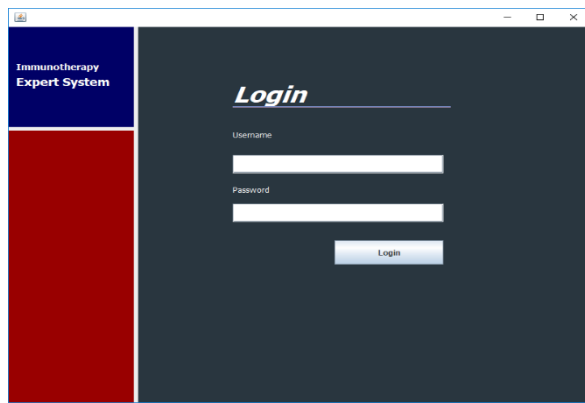 Immunotherapy
Expert System
Login
Username
Password
Login